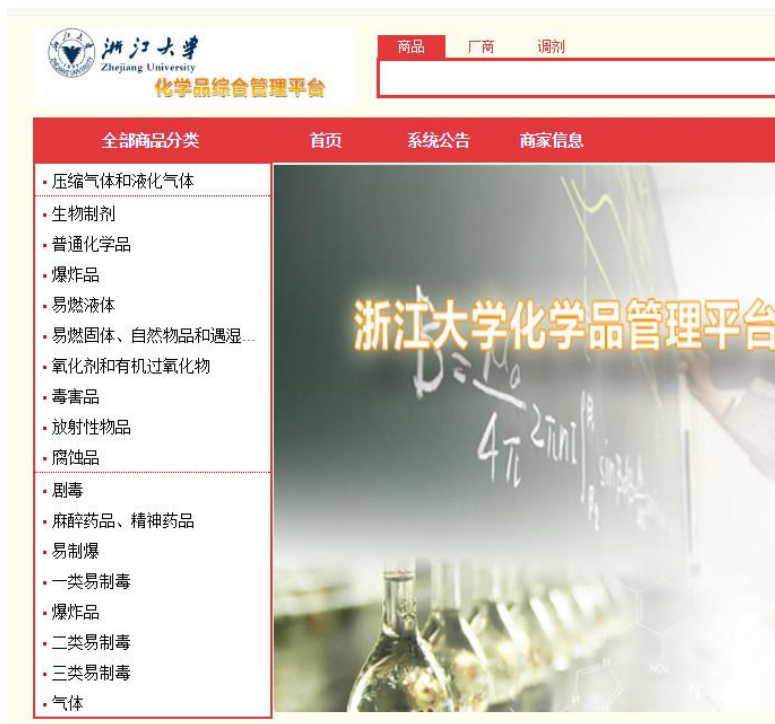 浙江大学
Zhejiang University
化学品综合管理平台
商品 厂商 调剂
全部商品分类 首页 系统公告 商家信息
压缩气体和液化气体
生物制剂
普通化学品
爆炸品
易燃液体
易燃固体、自然物品和遇湿...
氧化剂和有机过氧化物
毒害品
放射性物品
腐蚀品
剧毒
麻醉药品、精神药品
易制爆
一类易制毒
爆炸品
二类易制毒
三类易制毒
气体
浙江大学化学品管理平台